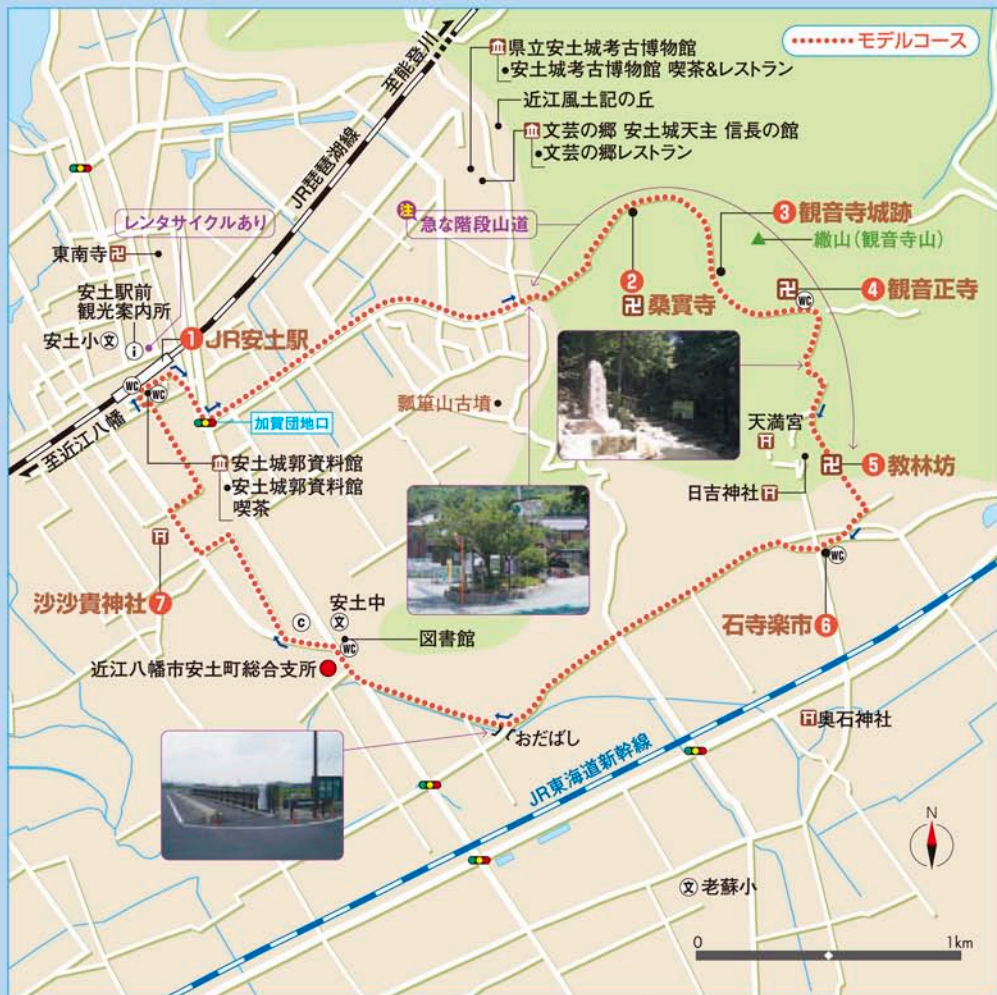 モデルコース
至能登川
県立安土城考古博物館
•安土城考古博物館 喫茶&レストラン
近江風土記の丘
文芸の郷 安土城天主 信長の館
•文芸の郷レストラン
JR琵琶湖線
レンタサイクルあり
注 急な階段山道
3 観音寺城跡
繖山(観音寺山)
東南寺
安土駅前
観光案内所
i
安土小 文
1 JR安土駅
2
桑實寺
4 観音正寺
WC
WC
WC
至近江八幡
加賀団地口
瓢箪山古墳
天満宮
安土城郭資料館
•安土城郭資料館
喫茶
5 教林坊
日吉神社
WC
沙沙貴神社 7
安土中
C
文
WC
図書館
石寺楽市 6
近江八幡市安土町総合支所
おだばし
奥石神社
JR東海道新幹線
N
文 老蘇小
0
1km